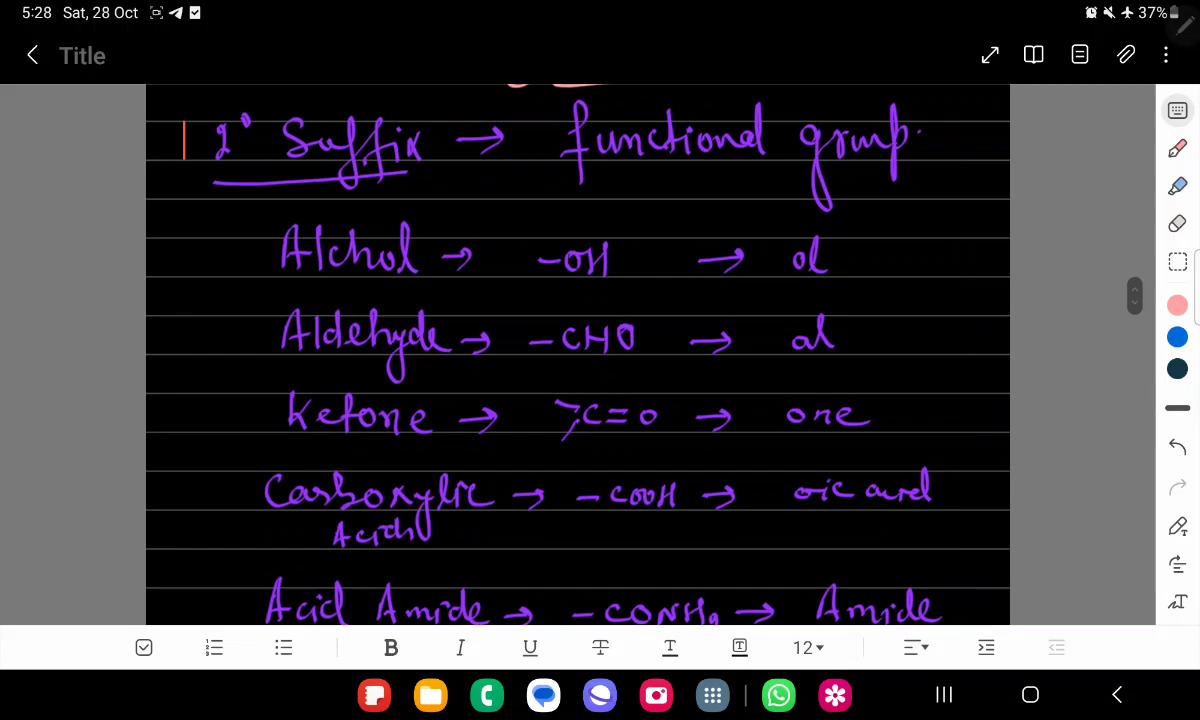 5:28 Sat, 28 Oct 37%
Title
2° Suffix → functional group.
Alchol → -OH → ol
Aldehyde → -CHO → al
Ketone → >C=O → one
Carboxylic → -COOH → oic acid
Acids
Acid Amide → -CONH2 → Amide
B I U T T T 12